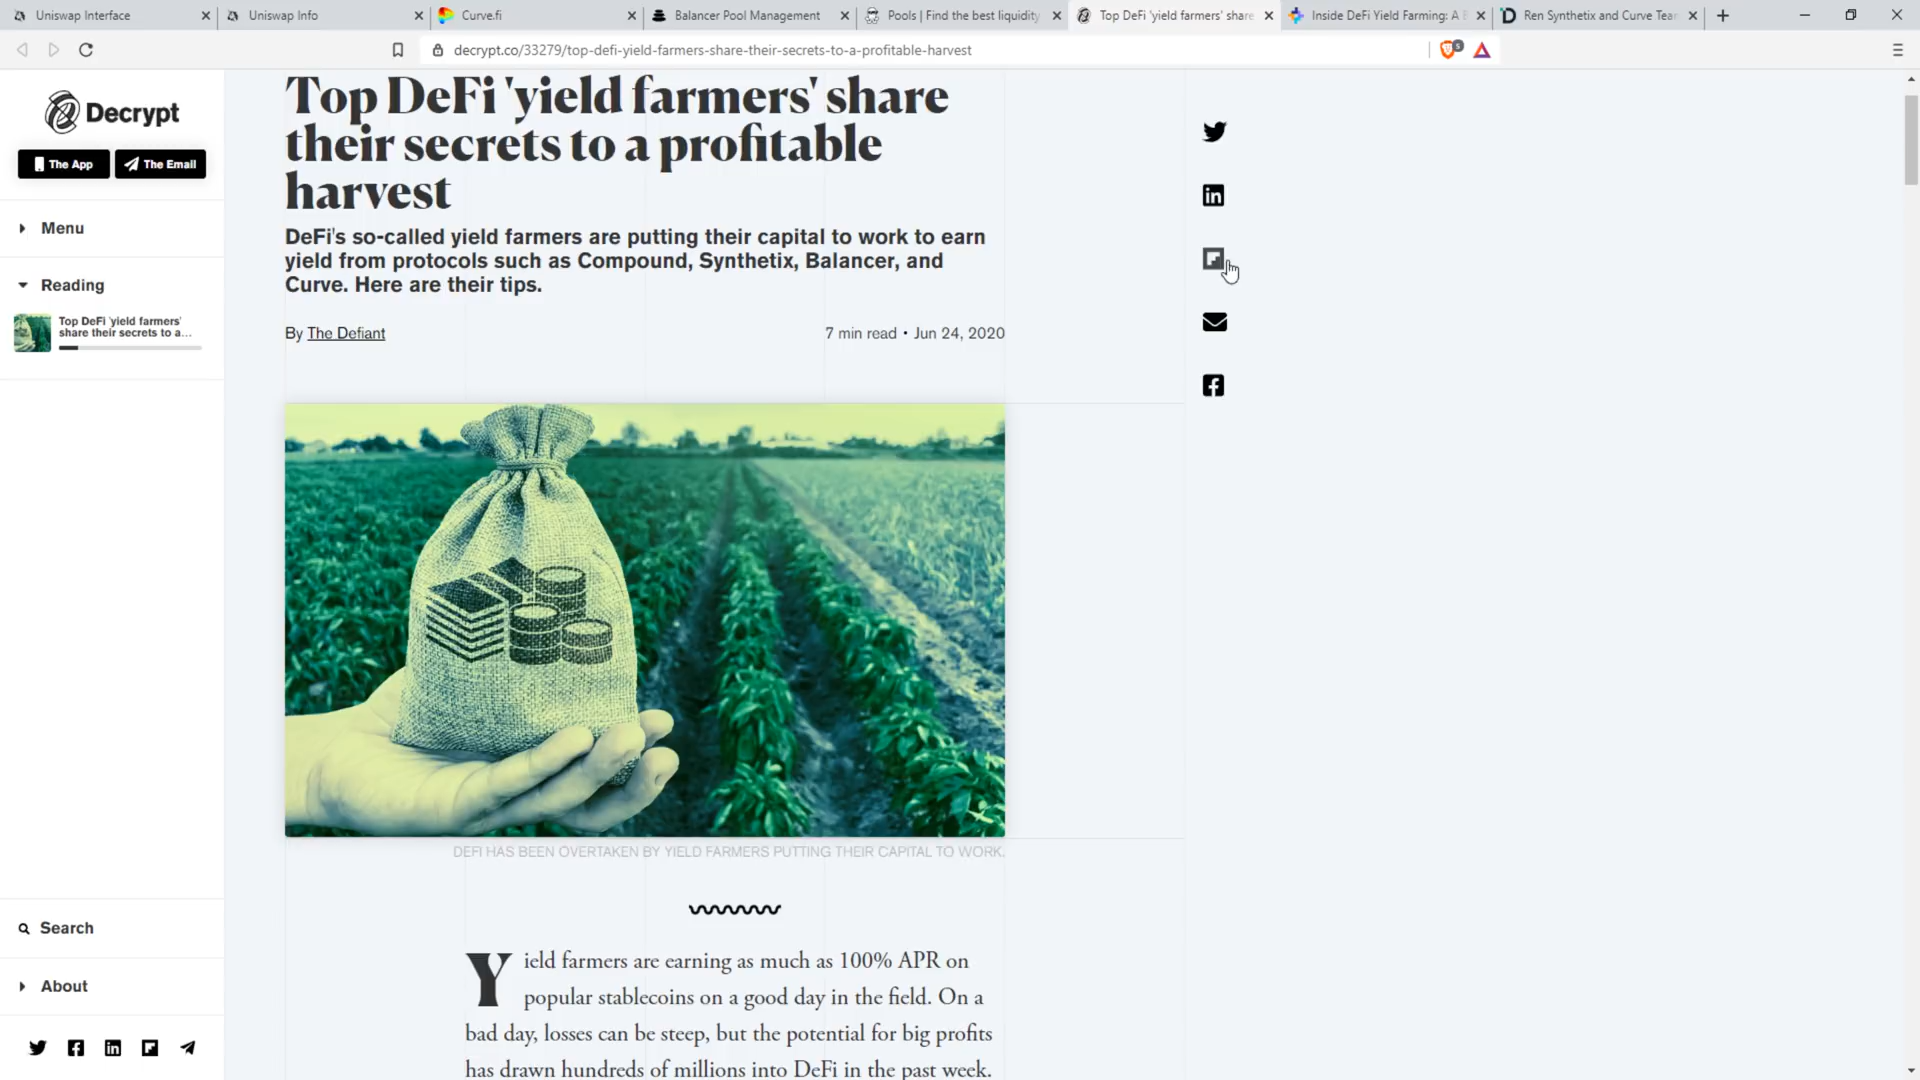 Uniswap Interface
Uniswap Info
Curve.fi
Balancer Pool Management
Pools | Find the best liquidity
Top DeFi 'yield farmers' share
Inside DeFi Yield Farming: A B
Ren Synthetix and Curve Tear
decrypt.co/33279/top-defi-yield-farmers-share-their-secrets-to-a-profitable-harvest
5
Decrypt
The App
The Email
Menu
Reading
Top DeFi 'yield farmers'
share their secrets to a...
Search
About
Top DeFi 'yield farmers' share
their secrets to a profitable
harvest
DeFi's so-called yield farmers are putting their capital to work to earn
yield from protocols such as Compound, Synthetix, Balancer, and
Curve. Here are their tips.
By The Defiant
7 min read • Jun 24, 2020
DEFI HAS BEEN OVERTAKEN BY YIELD FARMERS PUTTING THEIR CAPITAL TO WORK.
Yield farmers are earning as much as 100% APR on
popular stablecoins on a good day in the field. On a
bad day, losses can be steep, but the potential for big profits
has drawn hundreds of millions into DeFi in the past week.